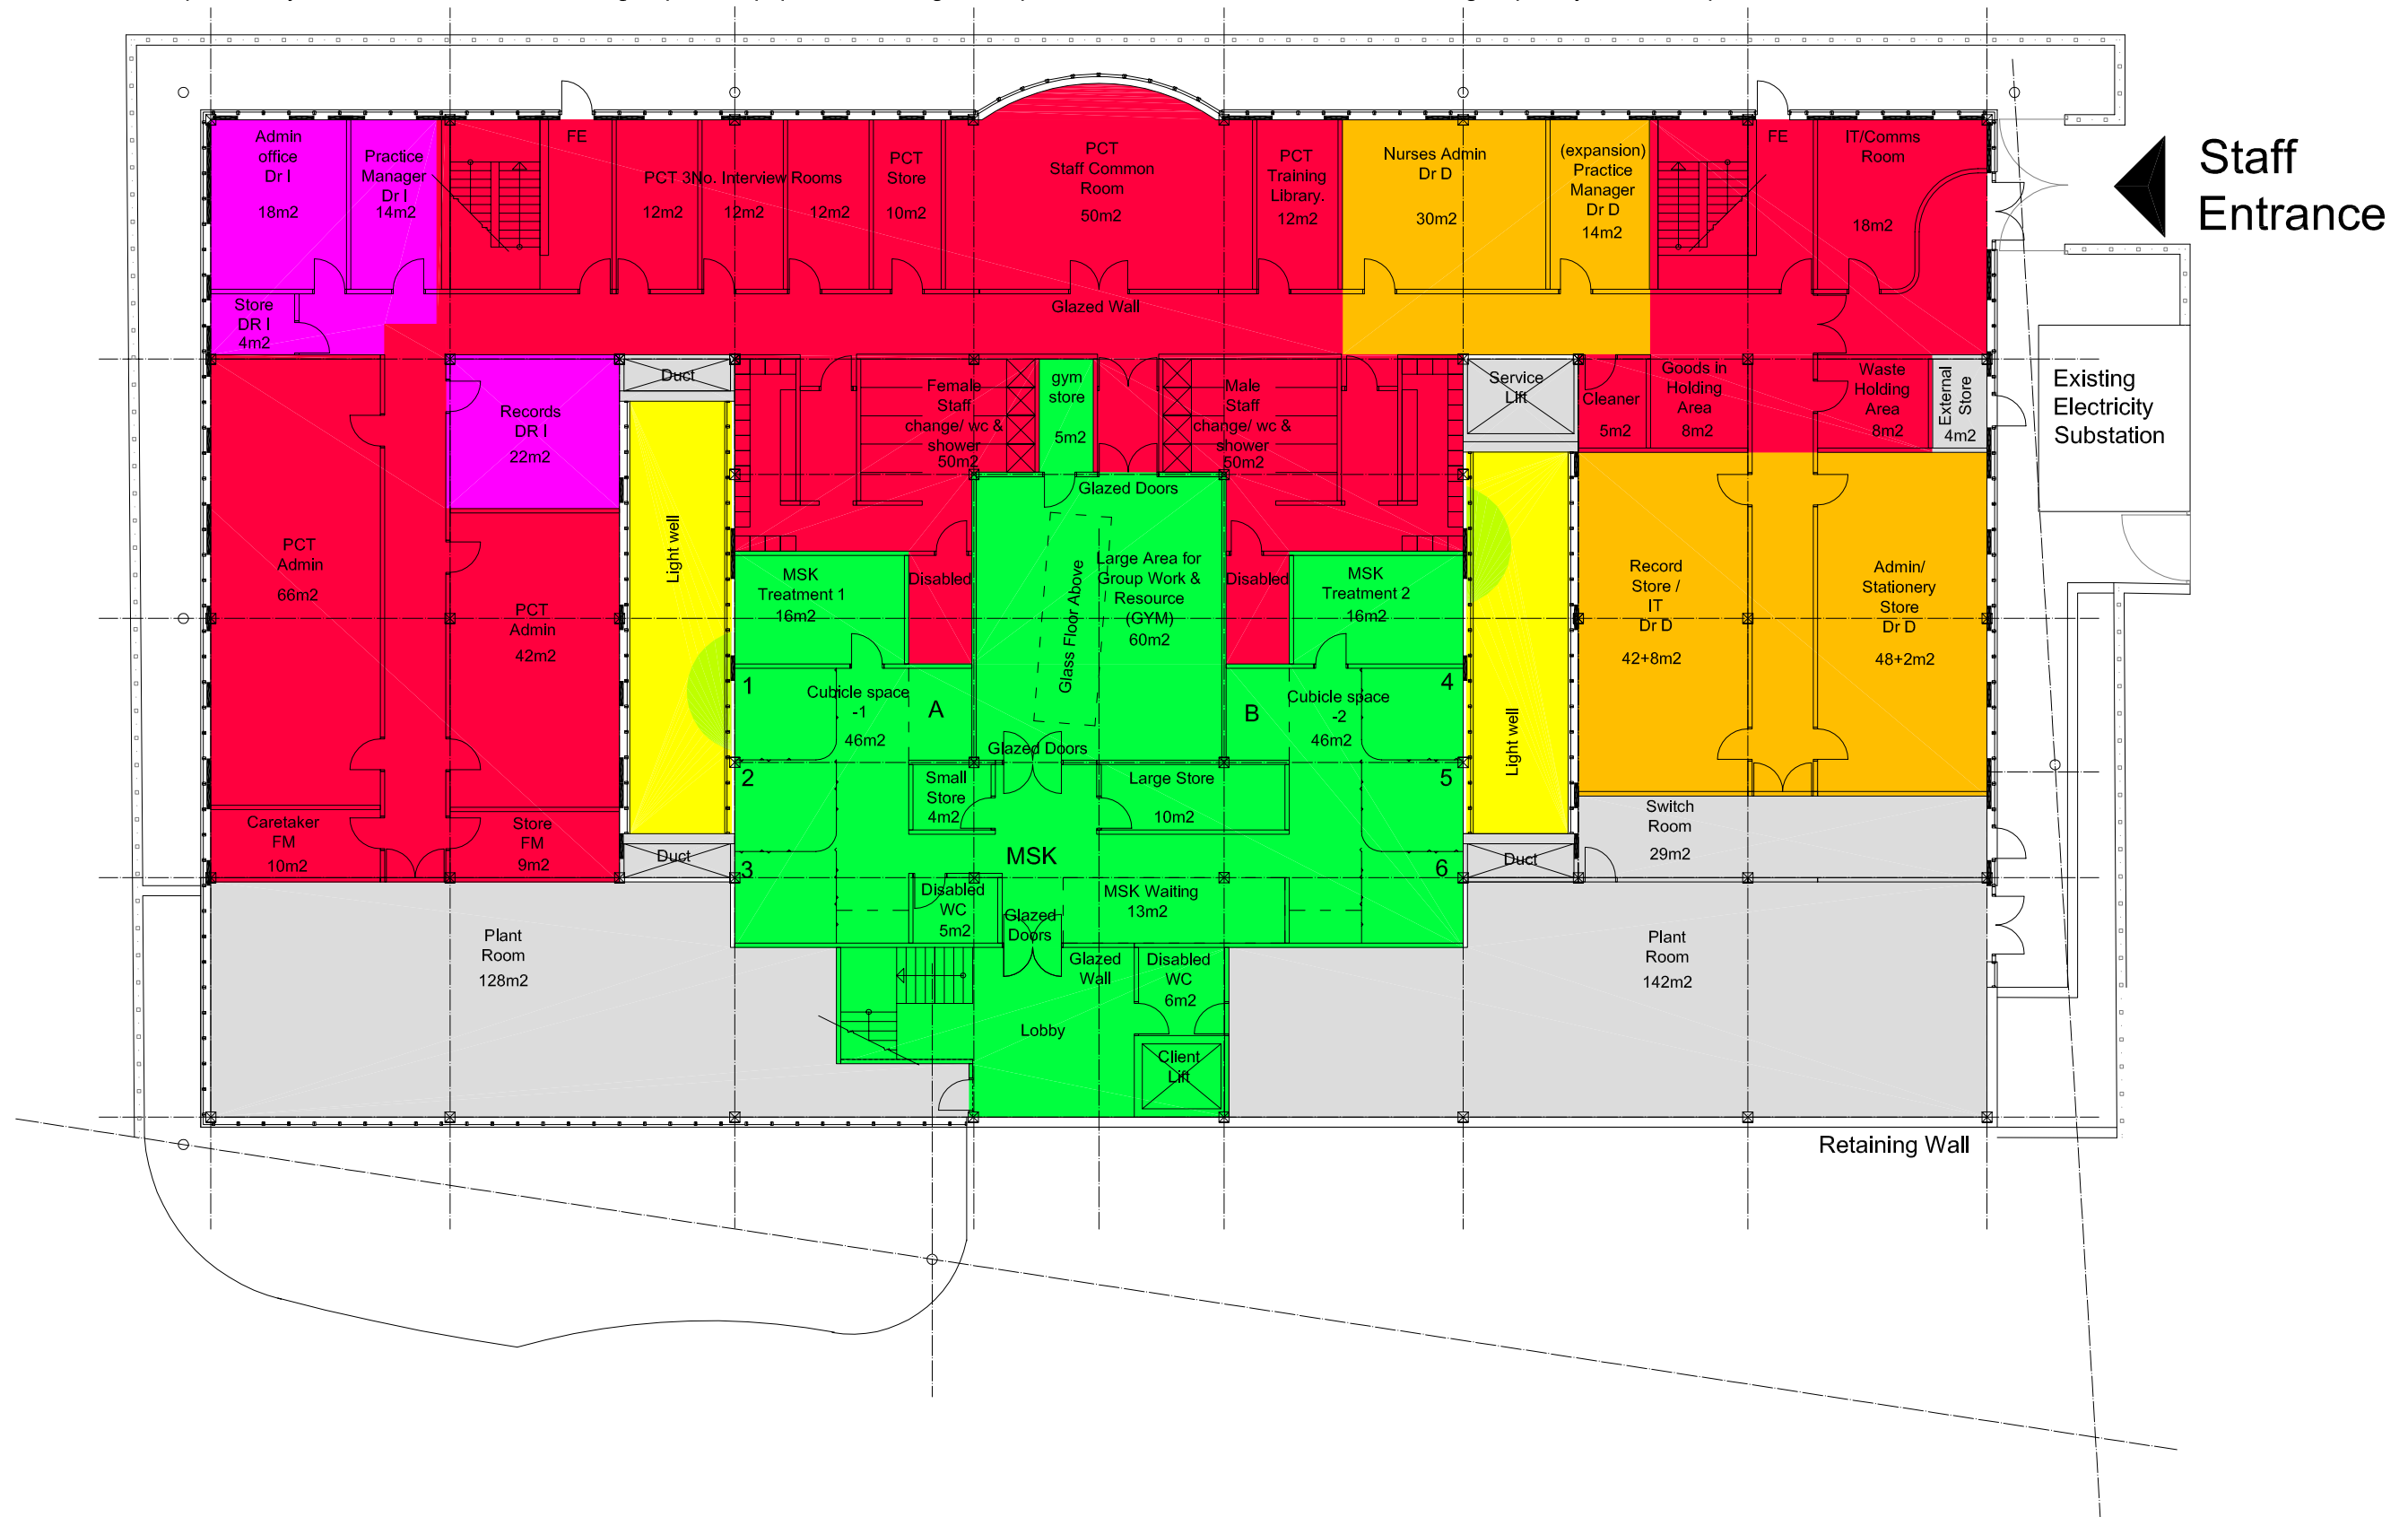 Staff
Entrance
Admin
office
Dr I
18m2
Practice
Manager
Dr I
14m2
FE
PCT 3No. Interview Rooms
12m2
12m2
12m2
PCT
Store
10m2
PCT
Staff Common
Room
50m2
PCT
Training
Library.
12m2
Nurses Admin
Dr D
30m2
(expansion)
Practice
Manager
Dr D
14m2
FE
IT/Comms
Room
18m2
Store
DR I
4m2
Glazed Wall
Duct
Records
DR I
22m2
Female
Staff
change/ wc &
shower
50m2
gym
store
5m2
Male
Staff
change/ wc &
shower
50m2
Service
Lift
Cleaner
5m2
Goods In
Holding
Area
8m2
Waste
Holding
Area
8m2
External
Store
4m2
Existing
Electricity
Substation
Glazed Doors
PCT
Admin
66m2
PCT
Admin
42m2
Light well
MSK
Treatment 1
16m2
Disabled
Glass Floor Above
Large Area for
Group Work &
Resource
(GYM)
60m2
Disabled
MSK
Treatment 2
16m2
Light well
Record
Store /
IT
Dr D
42+8m2
Admin/
Stationery
Store
Dr D
48+2m2
1
Cubicle space
-1
46m2
A
B
Cubicle space
-2
46m2
4
Glazed Doors
2
Small
Store
4m2
Large Store
10m2
5
Switch
Room
29m2
Caretaker
FM
10m2
Store
FM
9m2
Duct
3
MSK
6
Duct
Disabled
WC
5m2
Glazed
Doors
MSK Waiting
13m2
Plant
Room
128m2
Glazed
Wall
Disabled
WC
6m2
Plant
Room
142m2
Lobby
Client
Lift
Retaining Wall